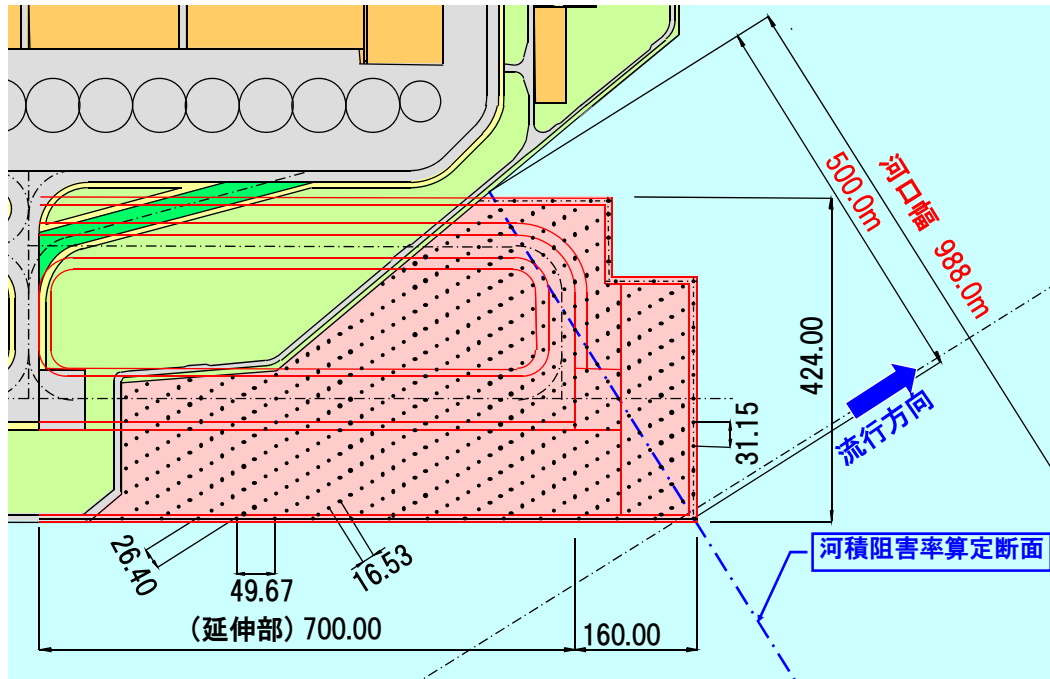 500.0m
河口幅 988.0m
424.00
流行方向
31.15
河積阻害率算定断面
26.40
49.67
16.53
(延伸部) 700.00
160.00